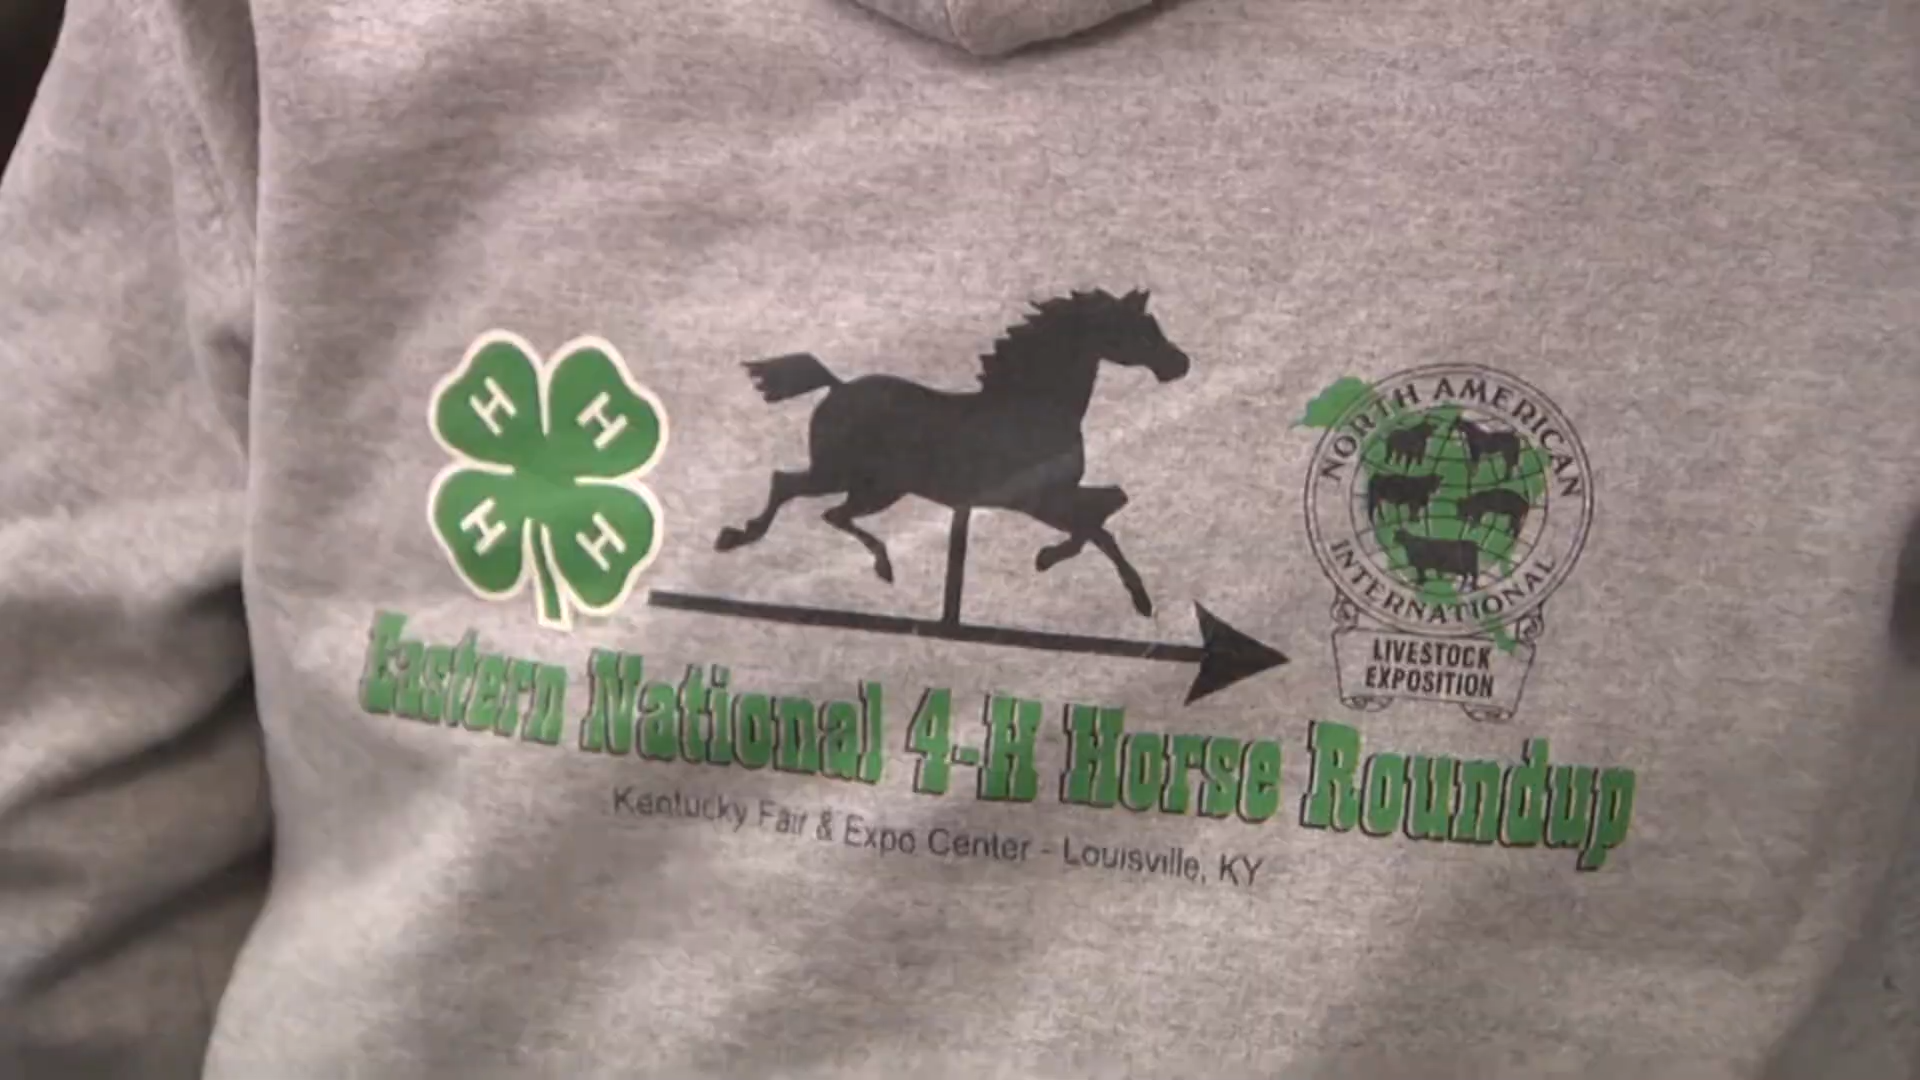 H H
H H
NORTH AMERICAN
INTERNATIONAL
LIVESTOCK
EXPOSITION
Eastern National 4-H Horse Roundup
Kentucky Fair & Expo Center - Louisville, KY